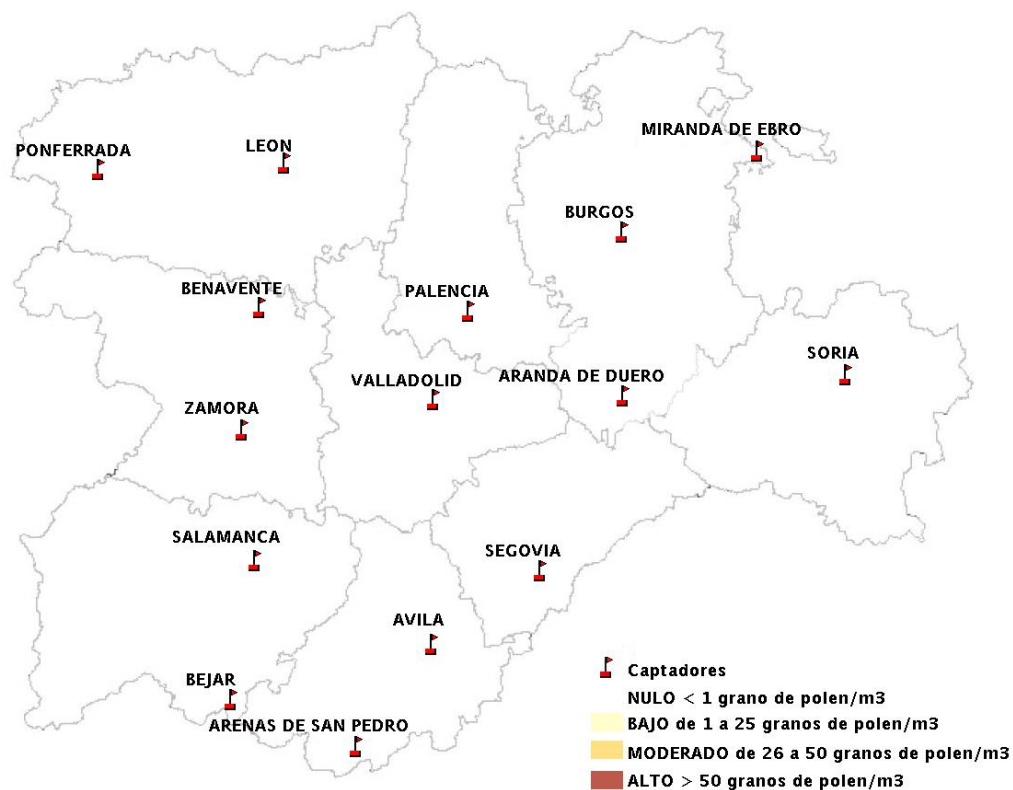 MIRANDA DE EBRO
PONFERRADA
LEON
BURGOS
BENAVENTE
PALENCIA
SORIA
VALLADOLID
ARANDA DE DUERO
ZAMORA
SALAMANCA
SEGOVIA
AVILA
BEJAR
ARENAS DE SAN PEDRO
Captadores
NULO < 1 grano de polen/m3
BAJO de 1 a 25 granos de polen/m3
MODERADO de 26 a 50 granos de polen/m3
ALTO > 50 granos de polen/m3